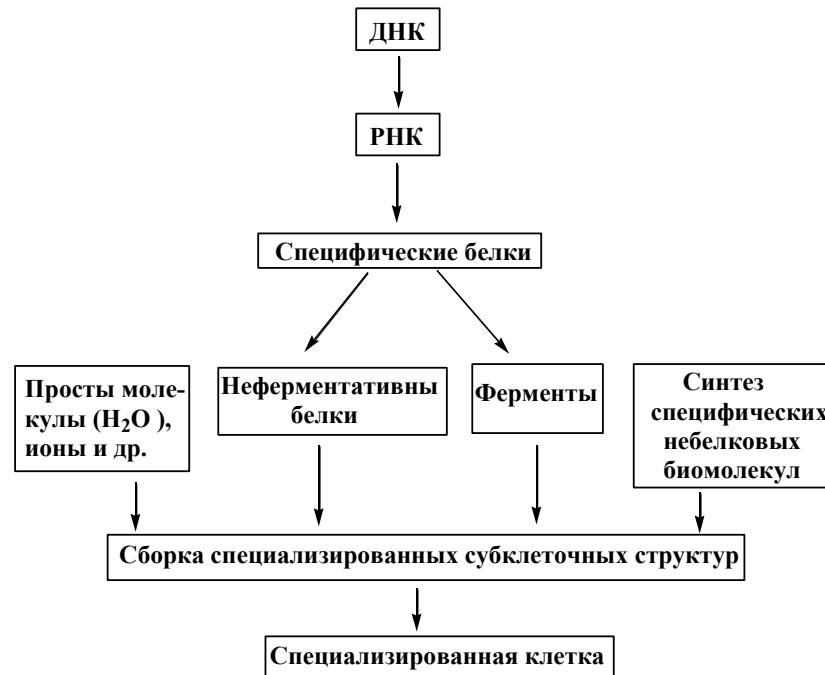 ДНК
РНК
Специфические белки
Просты моле-
кулы (H₂O ),
ионы и др.
Неферментативны
белки
Ферменты
Синтез
специфических
небелковых
биомолекул
Сборка специализированных субклеточных структур
Специализированная клетка